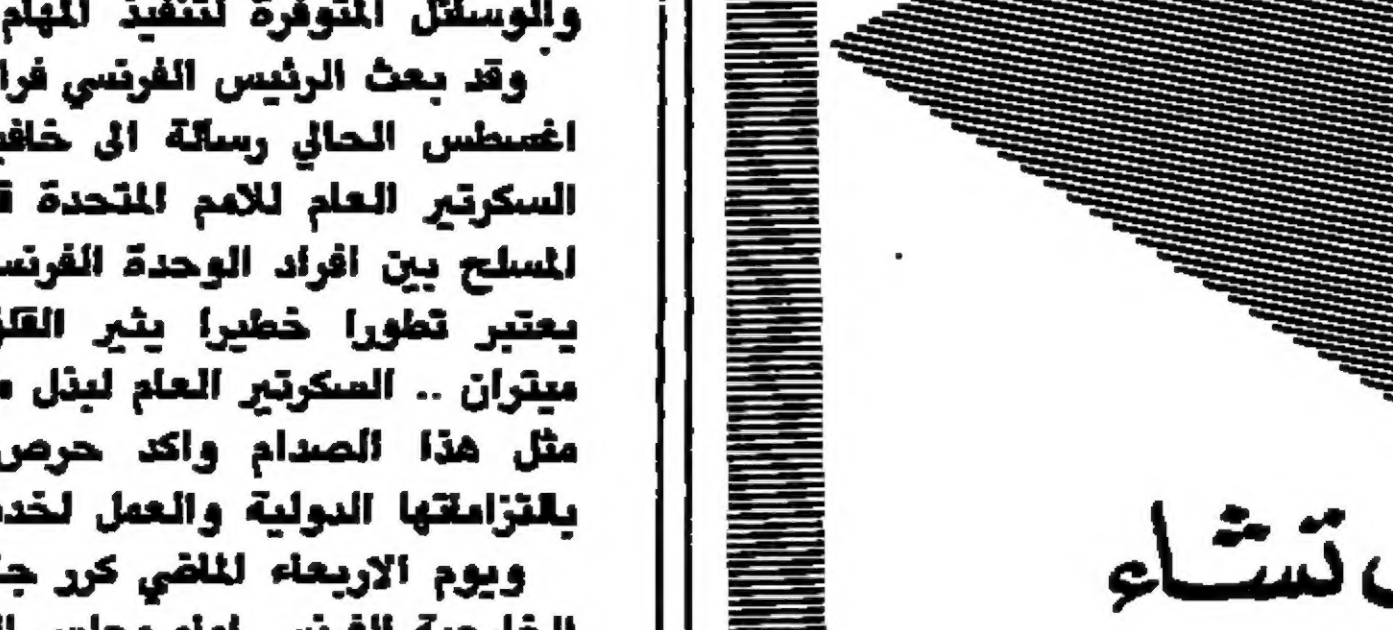 والوسائل المتوفرة لتنفيذ المهام
وقد بعث الرئيس الفرنسي فرا
اغسطس الحالي رسالة الى خافي
السكرتير العام للامم المتحدة
المسلح بين افراد الوحدة الفرنس
يعتبر تطورا خطيرا يثير القلق
ميتران .. السكرتير العام لبذل
مثل هذا الصدام واكد حرص
بالتزاماتها الدولية والعمل لخد
ويوم الاربعاء الماضي كرر
تشاء